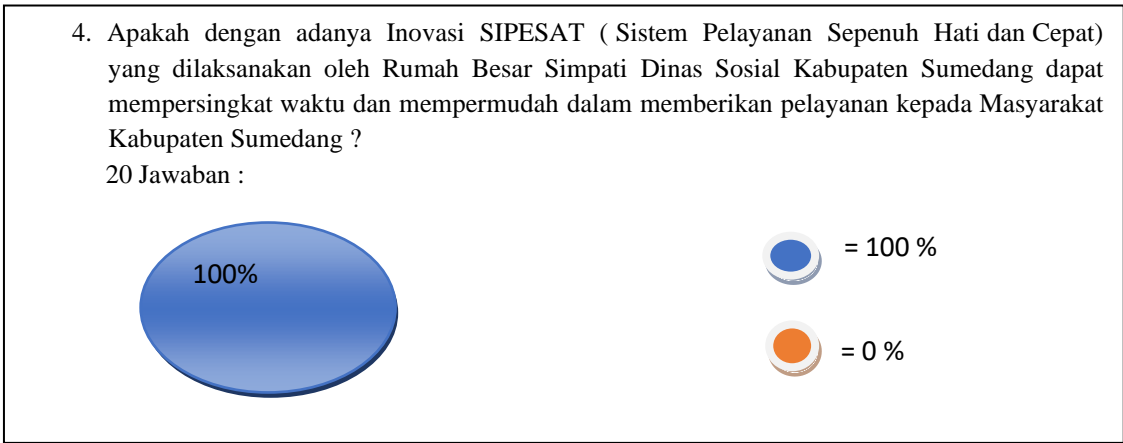 4. Apakah dengan adanya Inovasi SIPESAT ( Sistem Pelayanan Sepenuh Hati dan Cepat)
yang dilaksanakan oleh Rumah Besar Simpati Dinas Sosial Kabupaten Sumedang dapat
mempersingkat waktu dan mempermudah dalam memberikan pelayanan kepada Masyarakat
Kabupaten Sumedang ?
20 Jawaban :
100%
= 100 %
= 0 %